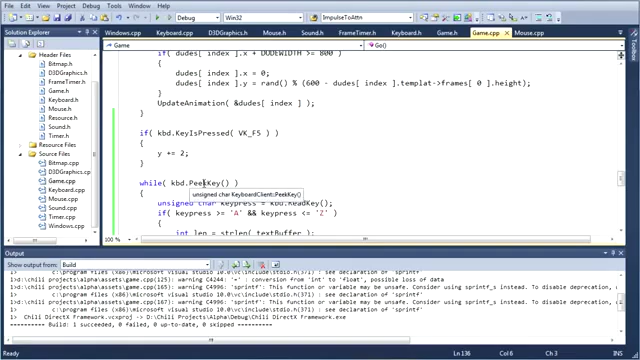 File Edit View Project Build Debug Team Data Tools Architecture Test Analyze Window Help
Debug Win32 ImpulseToAttn
Solution Explorer
Header Files
Bitmap.h
D3DGraphics.h
FrameTimer.h
Game.h
Keyboard.h
Mouse.h
Resource.h
Sound.h
Timer.h
Resource Files
Source Files
Bitmap.cpp
D3DGraphics.cpp
Game.cpp
Keyboard.cpp
Mouse.cpp
Sound.cpp
Timer.cpp
Windows.cpp
Windows.cpp Keyboard.cpp D3DGraphics.h Keyboard.h Game.h Game.cpp Mouse.cpp
Game Go()
if( dudes[ index ].x + DUDEWIDTH >= 800 )
{
dudes[ index ].x = 0;
dudes[ index ].y = rand() % (600 - dudes[ index ].templat->frames[ 0 ].height);
}
UpdateAnimation( &dudes[ index ] );
}
if( kbd.KeyIsPressed( VK_F5 ) )
{
y += 2;
}
while( kbd.PeekKey() )
{
unsigned char KeyboardClient::PeekKey()
unsigned char keypress = kbd.ReadKey();
if( keypress >= 'A' && keypress <= 'Z' )
{
int len = strlen( textBuffer );
100 %
Output
Show output from: Build
1> c:\program files (x86)\microsoft visual studio 10.0\vc\include\stdio.h(371) : see declaration of 'sprintf'
1>d:\chili projects\alpha\assets\game.cpp(125): warning C4244: '=' : conversion from 'int' to 'float', possible loss of data
1>d:\chili projects\alpha\assets\game.cpp(165): warning C4996: 'sprintf': This function or variable may be unsafe. Consider using sprintf_s instead. To disable deprecation,
1> c:\program files (x86)\microsoft visual studio 10.0\vc\include\stdio.h(371) : see declaration of 'sprintf'
1>d:\chili projects\alpha\assets\game.cpp(167): warning C4996: 'sprintf': This function or variable may be unsafe. Consider using sprintf_s instead. To disable deprecation,
1> c:\program files (x86)\microsoft visual studio 10.0\vc\include\stdio.h(371) : see declaration of 'sprintf'
1> Chili DirectX Framework.vcxproj -> D:\Chili Projects\Alpha\Debug\Chili DirectX Framework.exe
========== Build: 1 succeeded, 0 failed, 0 up-to-date, 0 skipped ==========
Ln 136 Col 6 Ch 3 INS